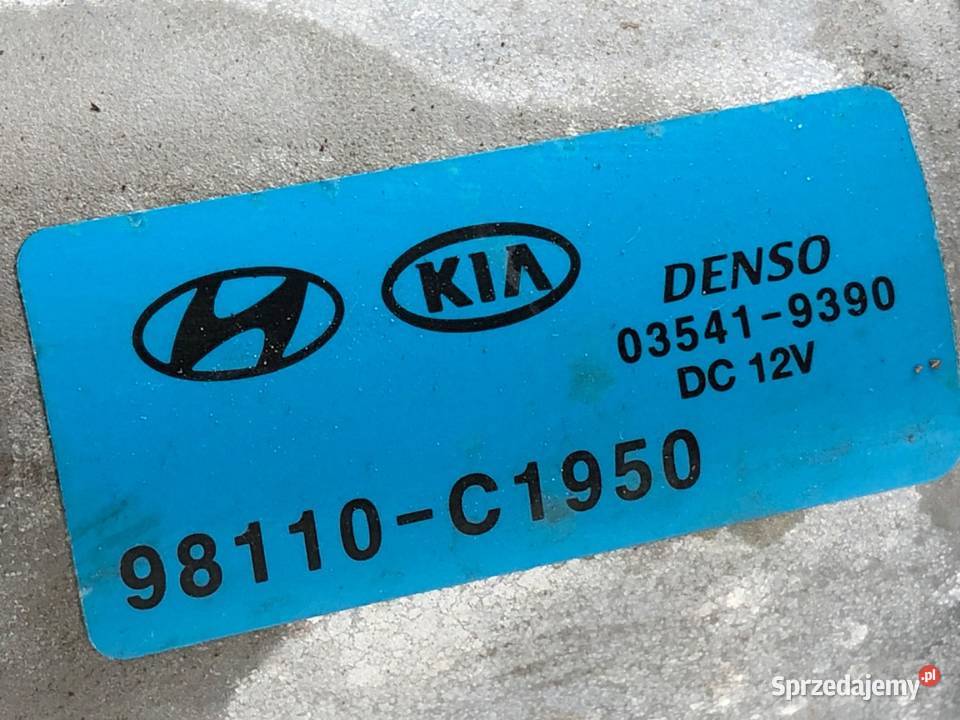 KIA
DENSO
03541-9390
DC 12V
98110-C1950
Sprzedajemy.pl